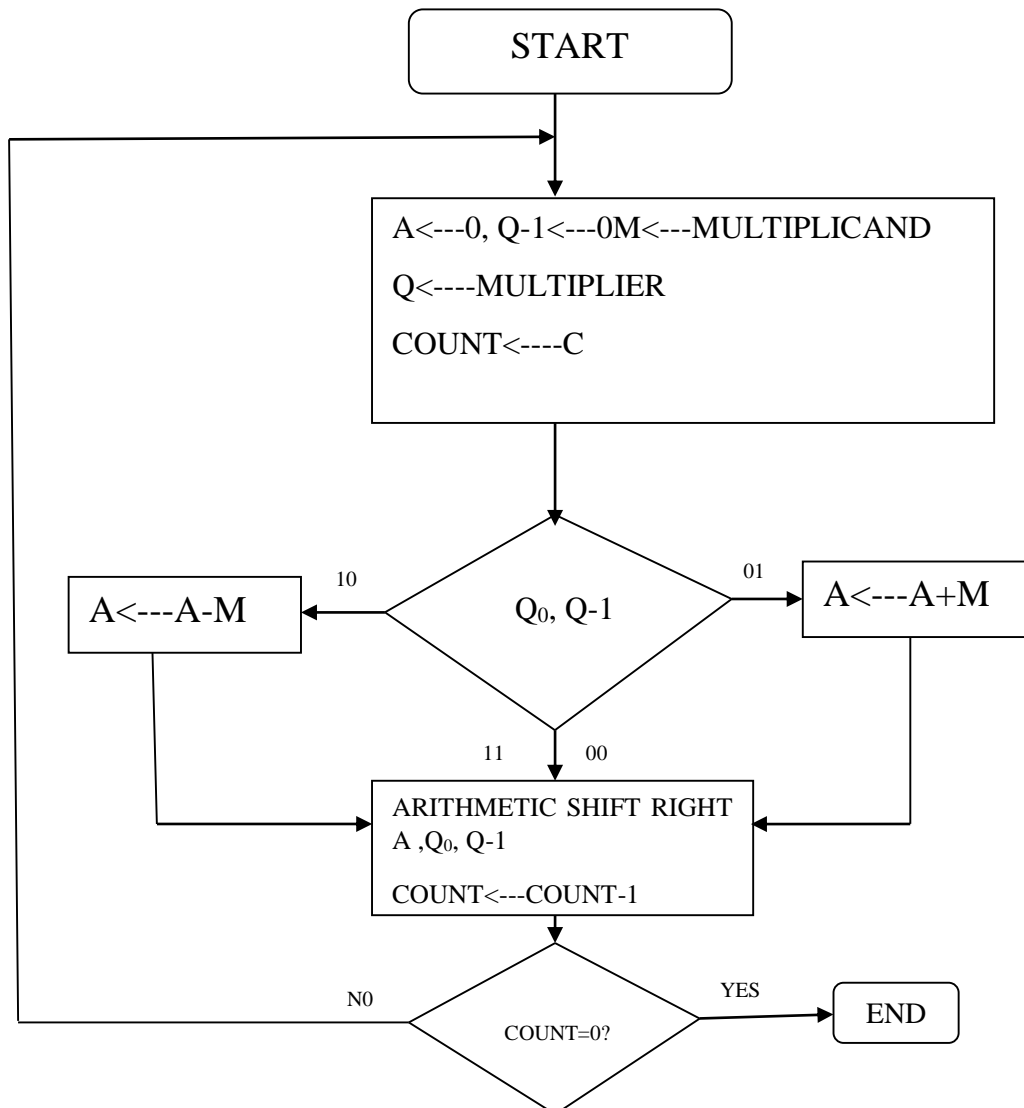 START
A<---0, Q-1<---0M<---MULTIPLICAND
Q<----MULTIPLIER
COUNT<----C
10
01
A<---A-M
Q₀, Q-1
A<---A+M
11 00
ARITHMETIC SHIFT RIGHT
A ,Q₀, Q-1
COUNT<---COUNT-1
N0
YES
COUNT=0?
END